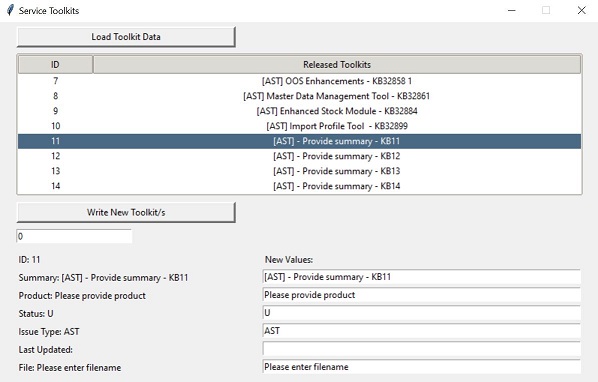 Service Toolkits
Load Toolkit Data
ID Released Toolkits
7 [AST] OOS Enhancements - KB32858 1
8 [AST] Master Data Management Tool - KB32861
9 [AST] Enhanced Stock Module - KB32884
10 [AST] Import Profile Tool - KB32899
11 [AST] - Provide summary - KB11
12 [AST] - Provide summary - KB12
13 [AST] - Provide summary - KB13
14 [AST] - Provide summary - KB14
Write New Toolkit/s
0
ID: 11 New Values:
Summary: [AST] - Provide summary - KB11 [AST] - Provide summary - KB11
Product: Please provide product Please provide product
Status: U U
Issue Type: AST AST
Last Updated:
File: Please enter filename Please enter filename